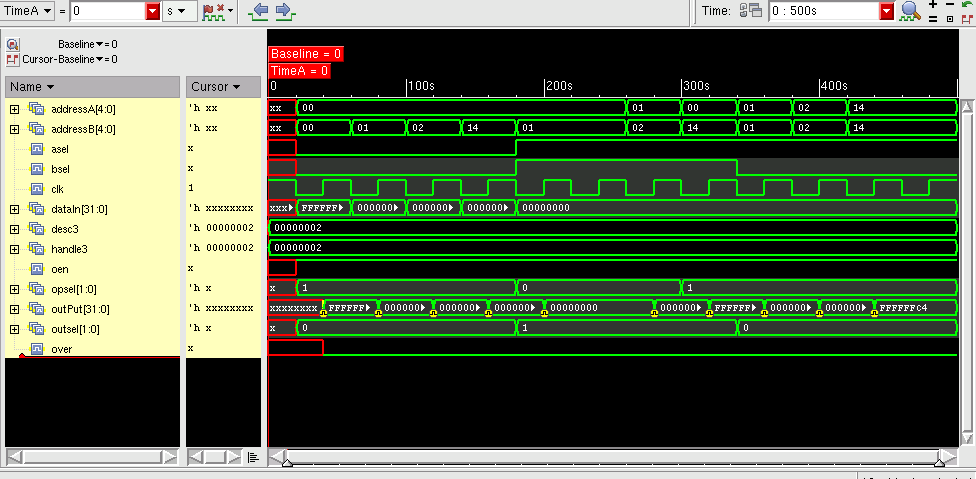 TimeA = 0 s Time: 0 : 500s
Baseline = 0
Cursor-Baseline = 0
Baseline = 0
TimeA = 0
Name Cursor 0 100s 200s 300s 400s
addressA[4:0] 'h xx xx 00 01 00 01 02 14
addressB[4:0] 'h xx xx 00 01 02 14 01 02 14 01 02 14
asel x
bsel x
clk 1
dataIn[31:0] 'h xxxxxxxx xxx FFFFFF 000000 000000 000000 00000000
desc3 'h 00000002 00000002
handle3 'h 00000002 00000002
oen x
opsel[1:0] 'h x x 1 0 1
outPut[31:0] 'h xxxxxxxx xxxxxxxx FFFFFF 000000 000000 000000 00000000 000000 FFFFFF 000000 000000 FFFFFFc4
outsel[1:0] 'h x x 0 1 0
over x